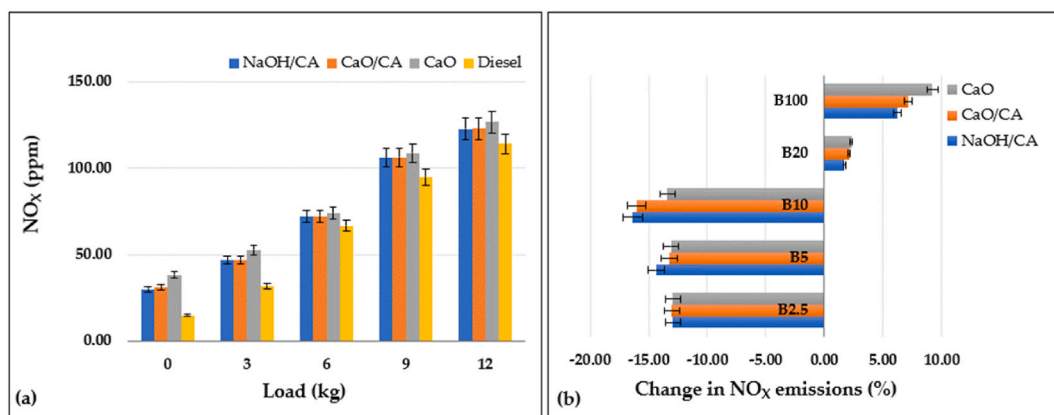 NaOH/CA CaO/CA CaO Diesel
150.00
100.00
50.00
0.00
NOX (ppm)
0 3 6 9 12
Load (kg)
(a)
B100
B20
B10
B5
B2.5
CaO
CaO/CA
NaOH/CA
-20.00 -15.00 -10.00 -5.00 0.00 5.00 10.00
Change in NOX emissions (%)
(b)